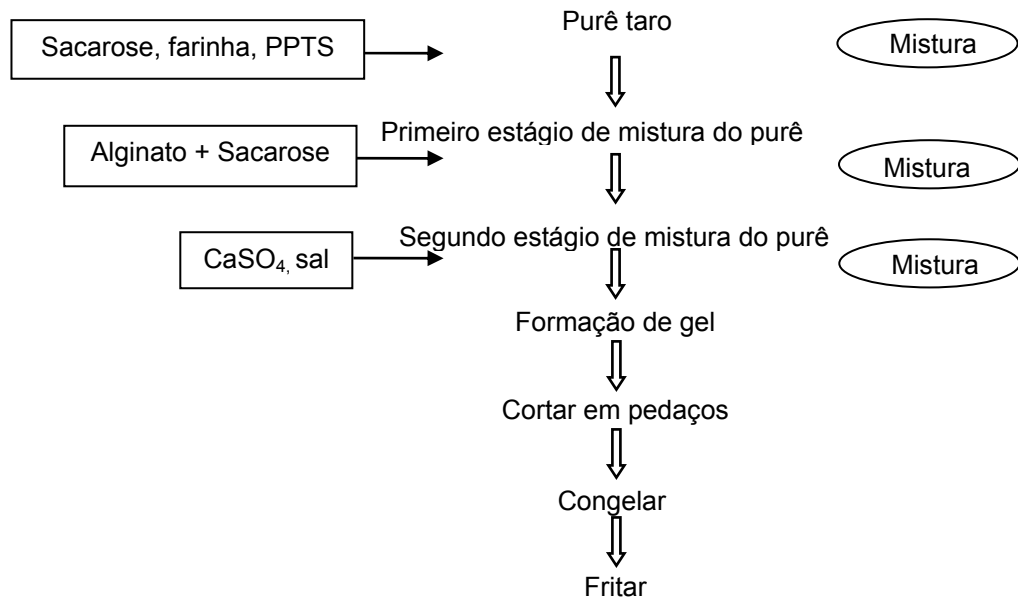 Purê taro
Sacarose, farinha, PPTS
Mistura
Primeiro estágio de mistura do purê
Alginato + Sacarose
Mistura
Segundo estágio de mistura do purê
CaSO₄, sal
Mistura
Formação de gel
Cortar em pedaços
Congelar
Fritar